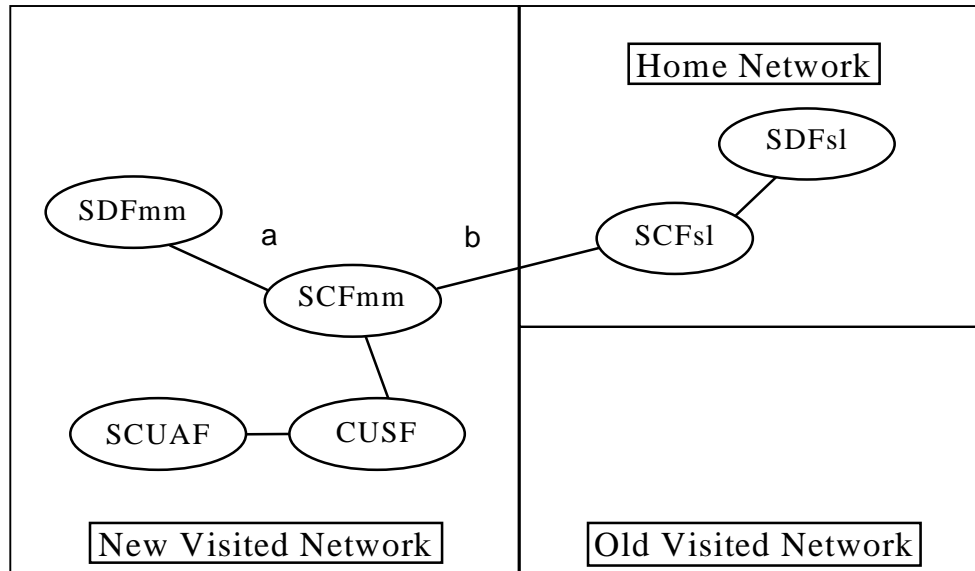 Home Network
SDFsl
SDFmm
a
b
SCFsl
SCFmm
SCUAF
CUSF
New Visited Network
Old Visited Network